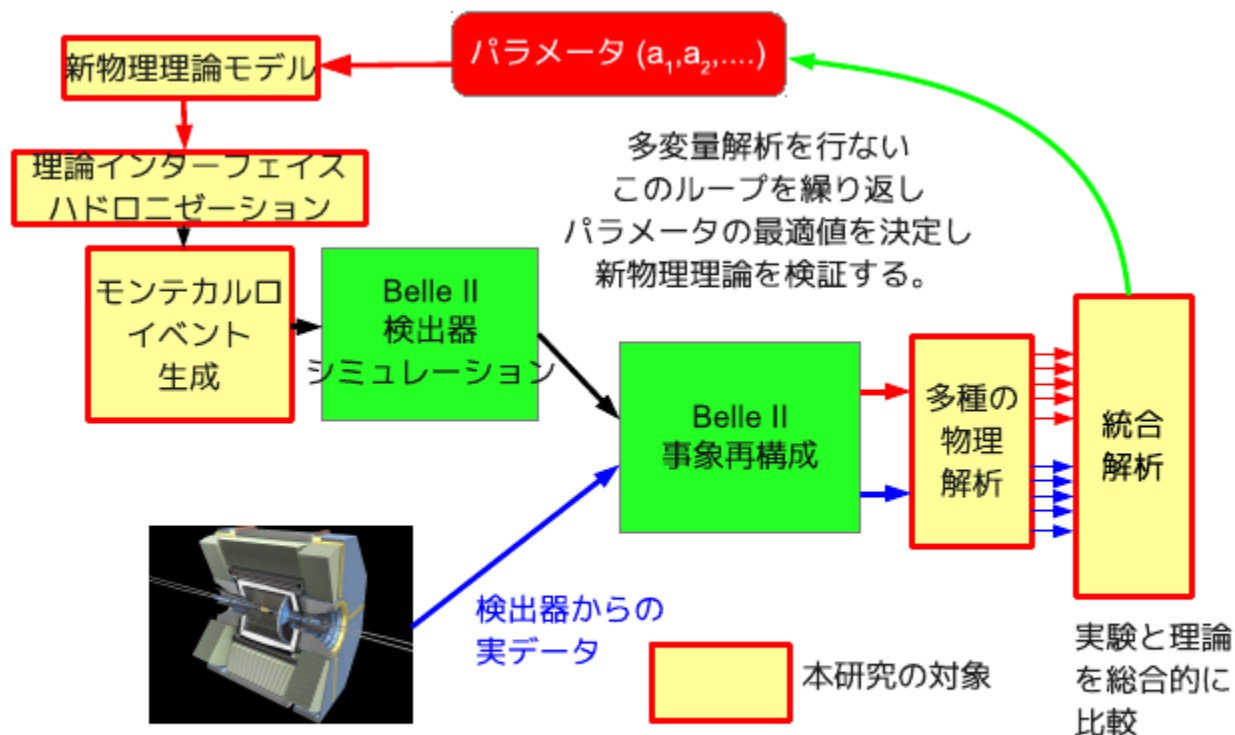 パラメータ (a1,a2,....)
新物理理論モデル
理論インターフェイス
ハドロニゼーション
多変量解析を行ない
このループを繰り返し
パラメータの最適値を決定し
新物理理論を検証する。
モンテカルロ
イベント
生成
Belle II
検出器
シミュレーション
Belle II
事象再構成
多種の
物理
解析
統合
解析
検出器からの
実データ
本研究の対象
実験と理論
を総合的に
比較